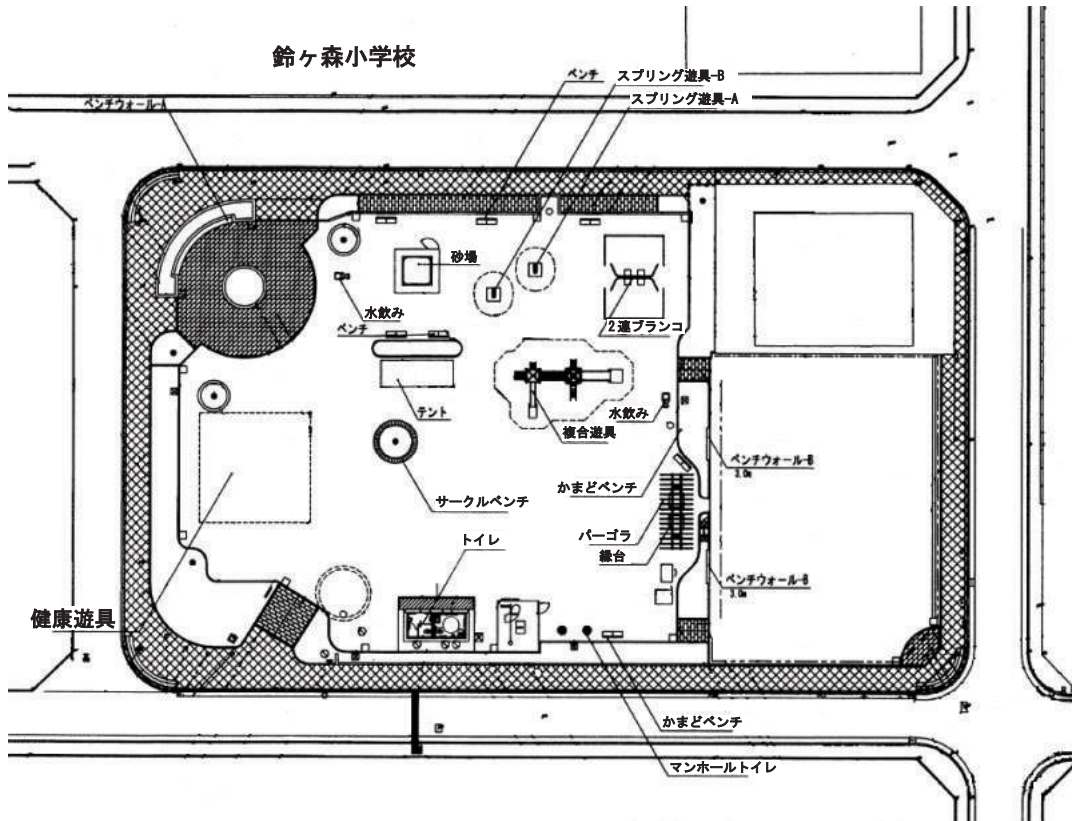 鈴ヶ森小学校
ベンチ
スプリング遊具-B
スプリング遊具-A
ベンチウォール-A
砂場
水飲み
2連ブランコ
ベンチ
テント
水飲み
複合遊具
ベンチウォール-B
3.0m
かまどベンチ
サークルベンチ
パーゴラ
トイレ
縁台
ベンチウォール-B
3.0m
健康遊具
かまどベンチ
マンホールトイレ